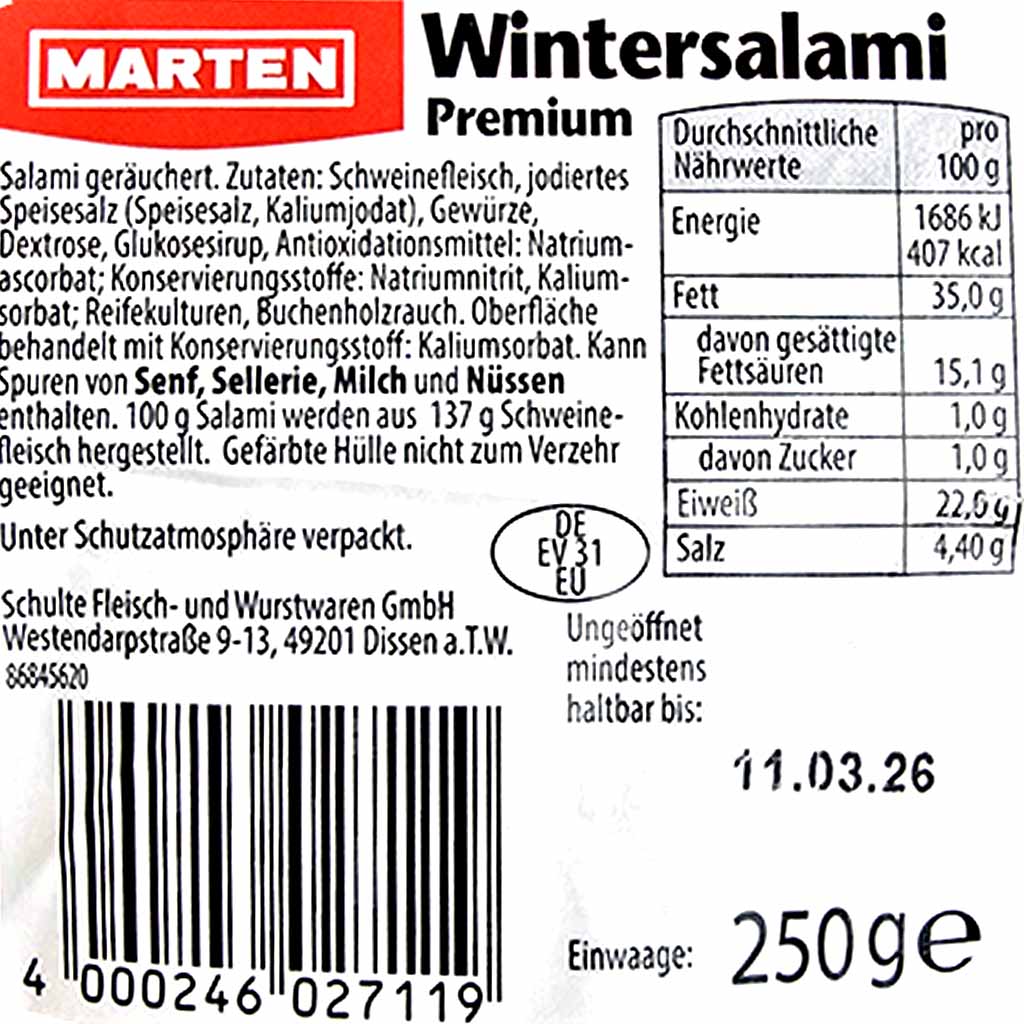 MARTEN
Wintersalami
Premium
Salami geräuchert. Zutaten: Schweinefleisch, jodiertes
Speisesalz (Speisesalz, Kaliumjodat), Gewürze,
Dextrose, Glukosesirup, Antioxidationsmittel: Natrium-
ascorbat; Konservierungsstoffe: Natriumnitrit, Kalium-
sorbat; Reifekulturen, Buchenholzrauch. Oberfläche
behandelt mit Konservierungsstoff: Kaliumsorbat. Kann
Spuren von Senf, Sellerie, Milch und Nüssen
enthalten. 100 g Salami werden aus 137 g Schweine-
fleisch hergestellt. Gefärbte Hülle nicht zum Verzehr
geeignet.
Unter Schutzatmosphäre verpackt.
Schulte Fleisch- und Wurstwaren GmbH
Westendarpstraße 9-13, 49201 Dissen a.T.W.
86845620
4 000246 027119
Durchschnittliche Nährwerte pro 100 g
Energie 1686 kJ
407 kcal
Fett 35,0 g
davon gesättigte
Fettsäuren 15,1 g
Kohlenhydrate 1,0 g
davon Zucker 1,0 g
Eiweiß g
Salz 4,40 g
DE
EV 31
EU
Ungeöffnet
mindestens
haltbar bis:
11.03.26
Einwaage: 250 g e